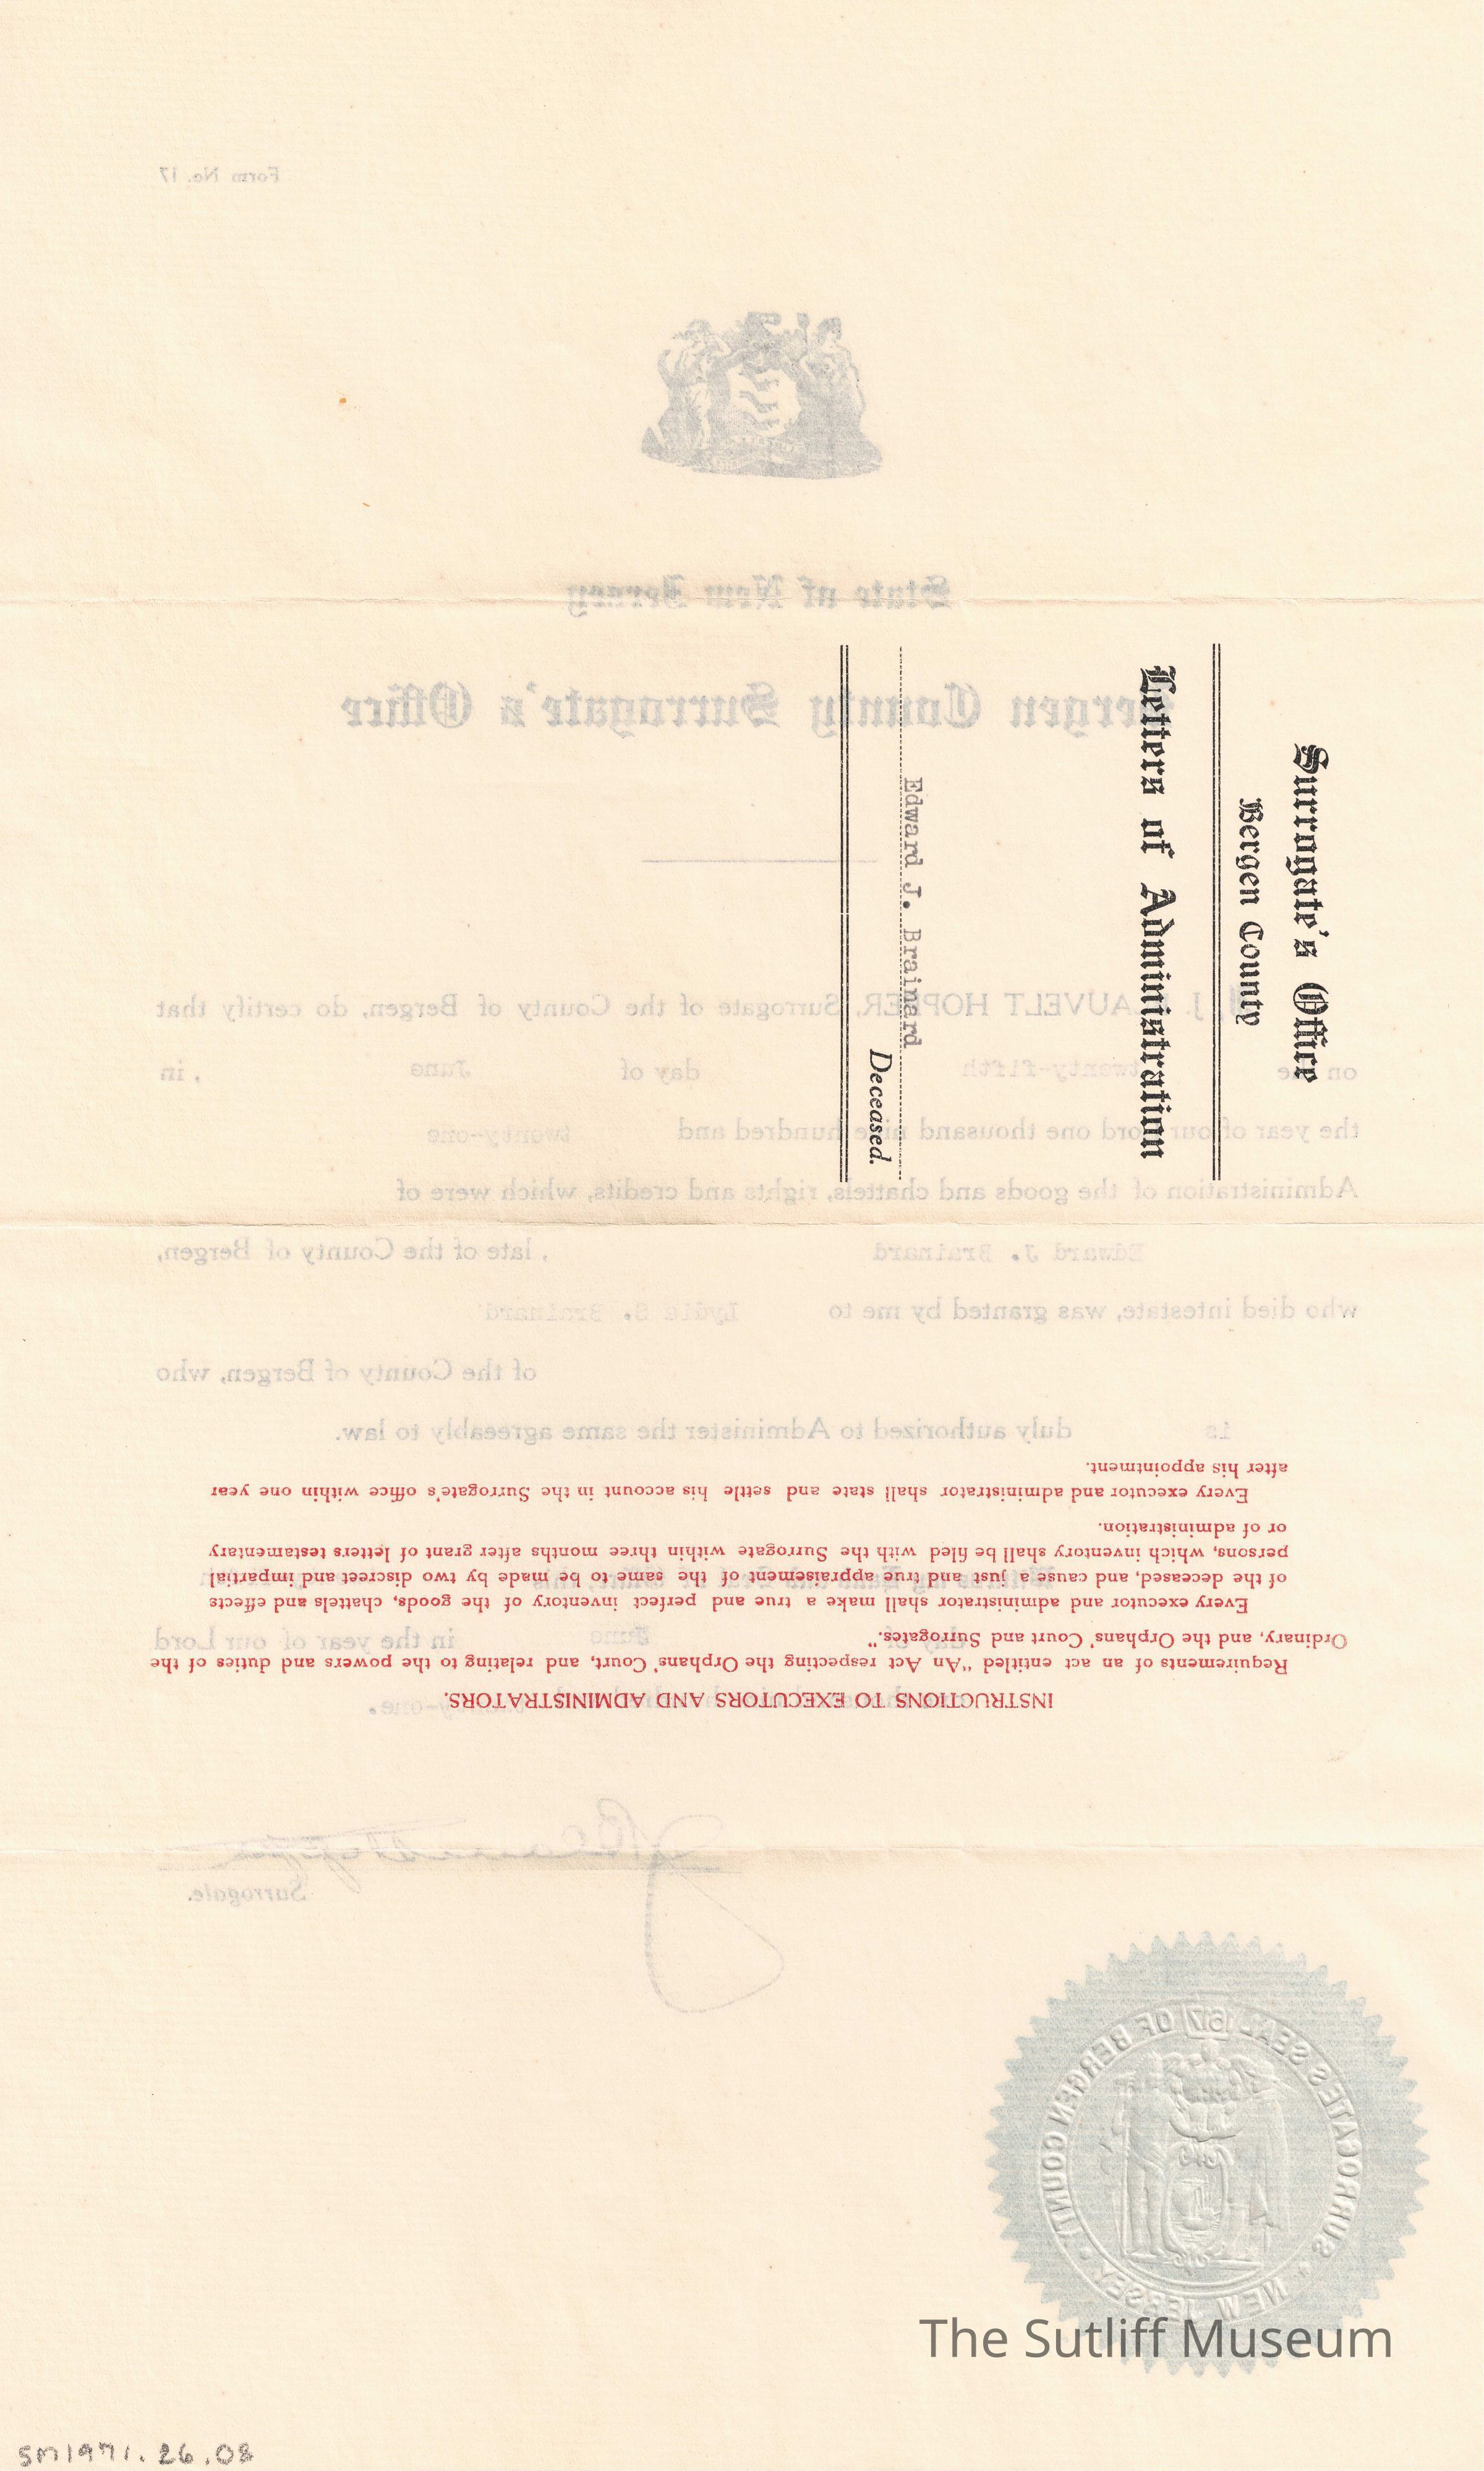 Surrogate's Office
Bergen County
Letters of Administration
Edward J. Brainard
Deceased.
INSTRUCTIONS TO EXECUTORS AND ADMINISTRATORS.
Requirements of an act entitled "An Act respecting the Orphans' Court, and relating to the powers and duties of the
Ordinary, and the Orphans' Court and Surrogates."
Every executor and administrator shall make a true and perfect inventory of the goods, chattels and effects
of the deceased, and cause a just and true appraisement of the same to be made by two discreet and impartial
persons, which inventory shall be filed with the Surrogate within three months after grant of letters testamentary
or of administration.
Every executor and administrator shall state and settle his account in the Surrogate's office within one year
after his appointment.
Form No. 17
State of New Jersey
Bergen County Surrogate's Office
I, J. BLAUVELT HOPPER, Surrogate of the County of Bergen, do certify that
on the twenty-fifth day of June , in
the year of our Lord one thousand nine hundred and twenty-one
Administration of the goods and chattels, rights and credits, which were of
Edward J. Brainard , late of the County of Bergen,
who died intestate, was granted by me to Lydie S. Brainard
of the County of Bergen, who
is duly authorized to Administer the same agreeably to law.
day of June in the year of our Lord
twenty-one.
Surrogate.
SURROGATE'S SEAL OF BERGEN COUNTY • NEW JERSEY •
The Sutliff Museum
SM1971.26.08